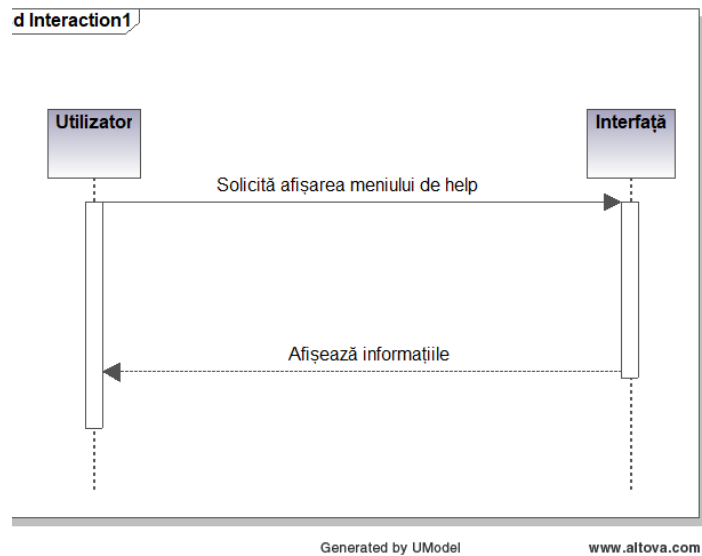 d Interaction1
Utilizator
Interfață
Solicită afișarea meniului de help
Afișează informațiile
Generated by UModel
www.altova.com